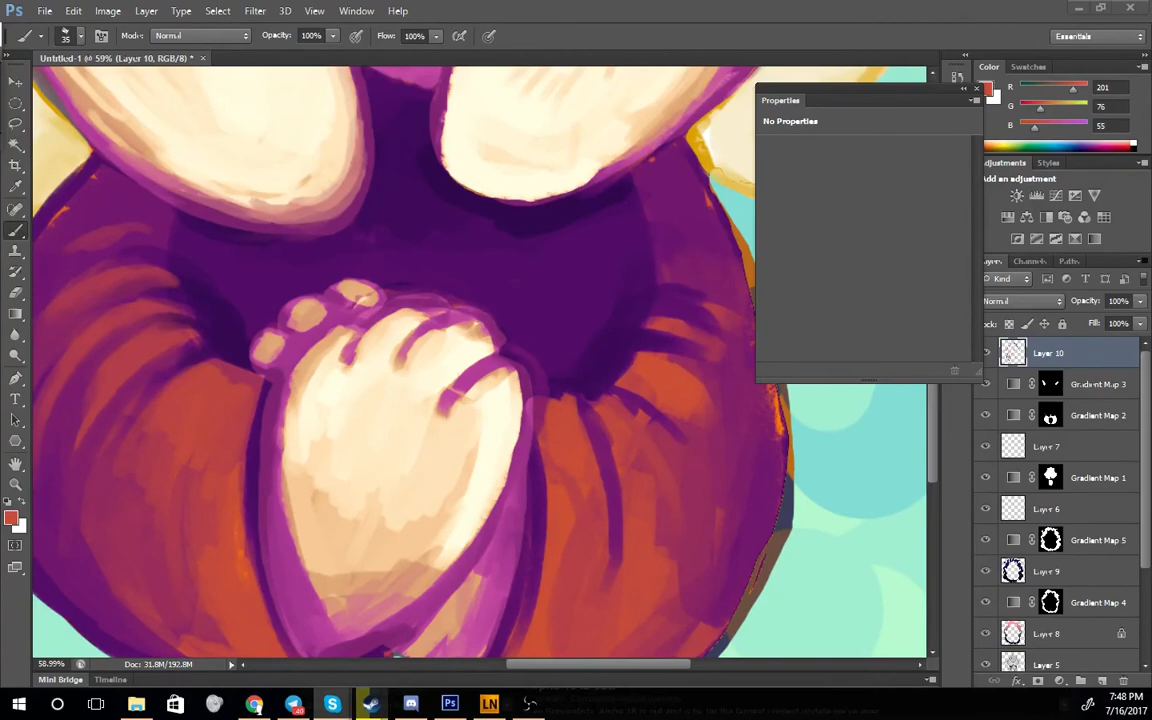 Ps File Edit Image Layer Type Select Filter 3D View Window Help
35 Mode: Normal Opacity: 100% Flow: 100% Essentials
Untitled-1 @ 59% (Layer 10, RGB/8) * ×
Color Swatches
R 201
G 76
B 55
Properties
No Properties
Adjustments Styles
Add an adjustment
Layers Channels Paths
Kind
Normal Opacity: 100%
Lock: Fill: 100%
Layer 10
Gradient Map 3
Gradient Map 2
Layer 7
Gradient Map 1
Layer 6
Gradient Map 5
Layer 9
Gradient Map 4
Layer 8
Layer 5
58.99% Doc: 31.8M/192.8M
Mini Bridge Timeline
7:48 PM
7/16/2017